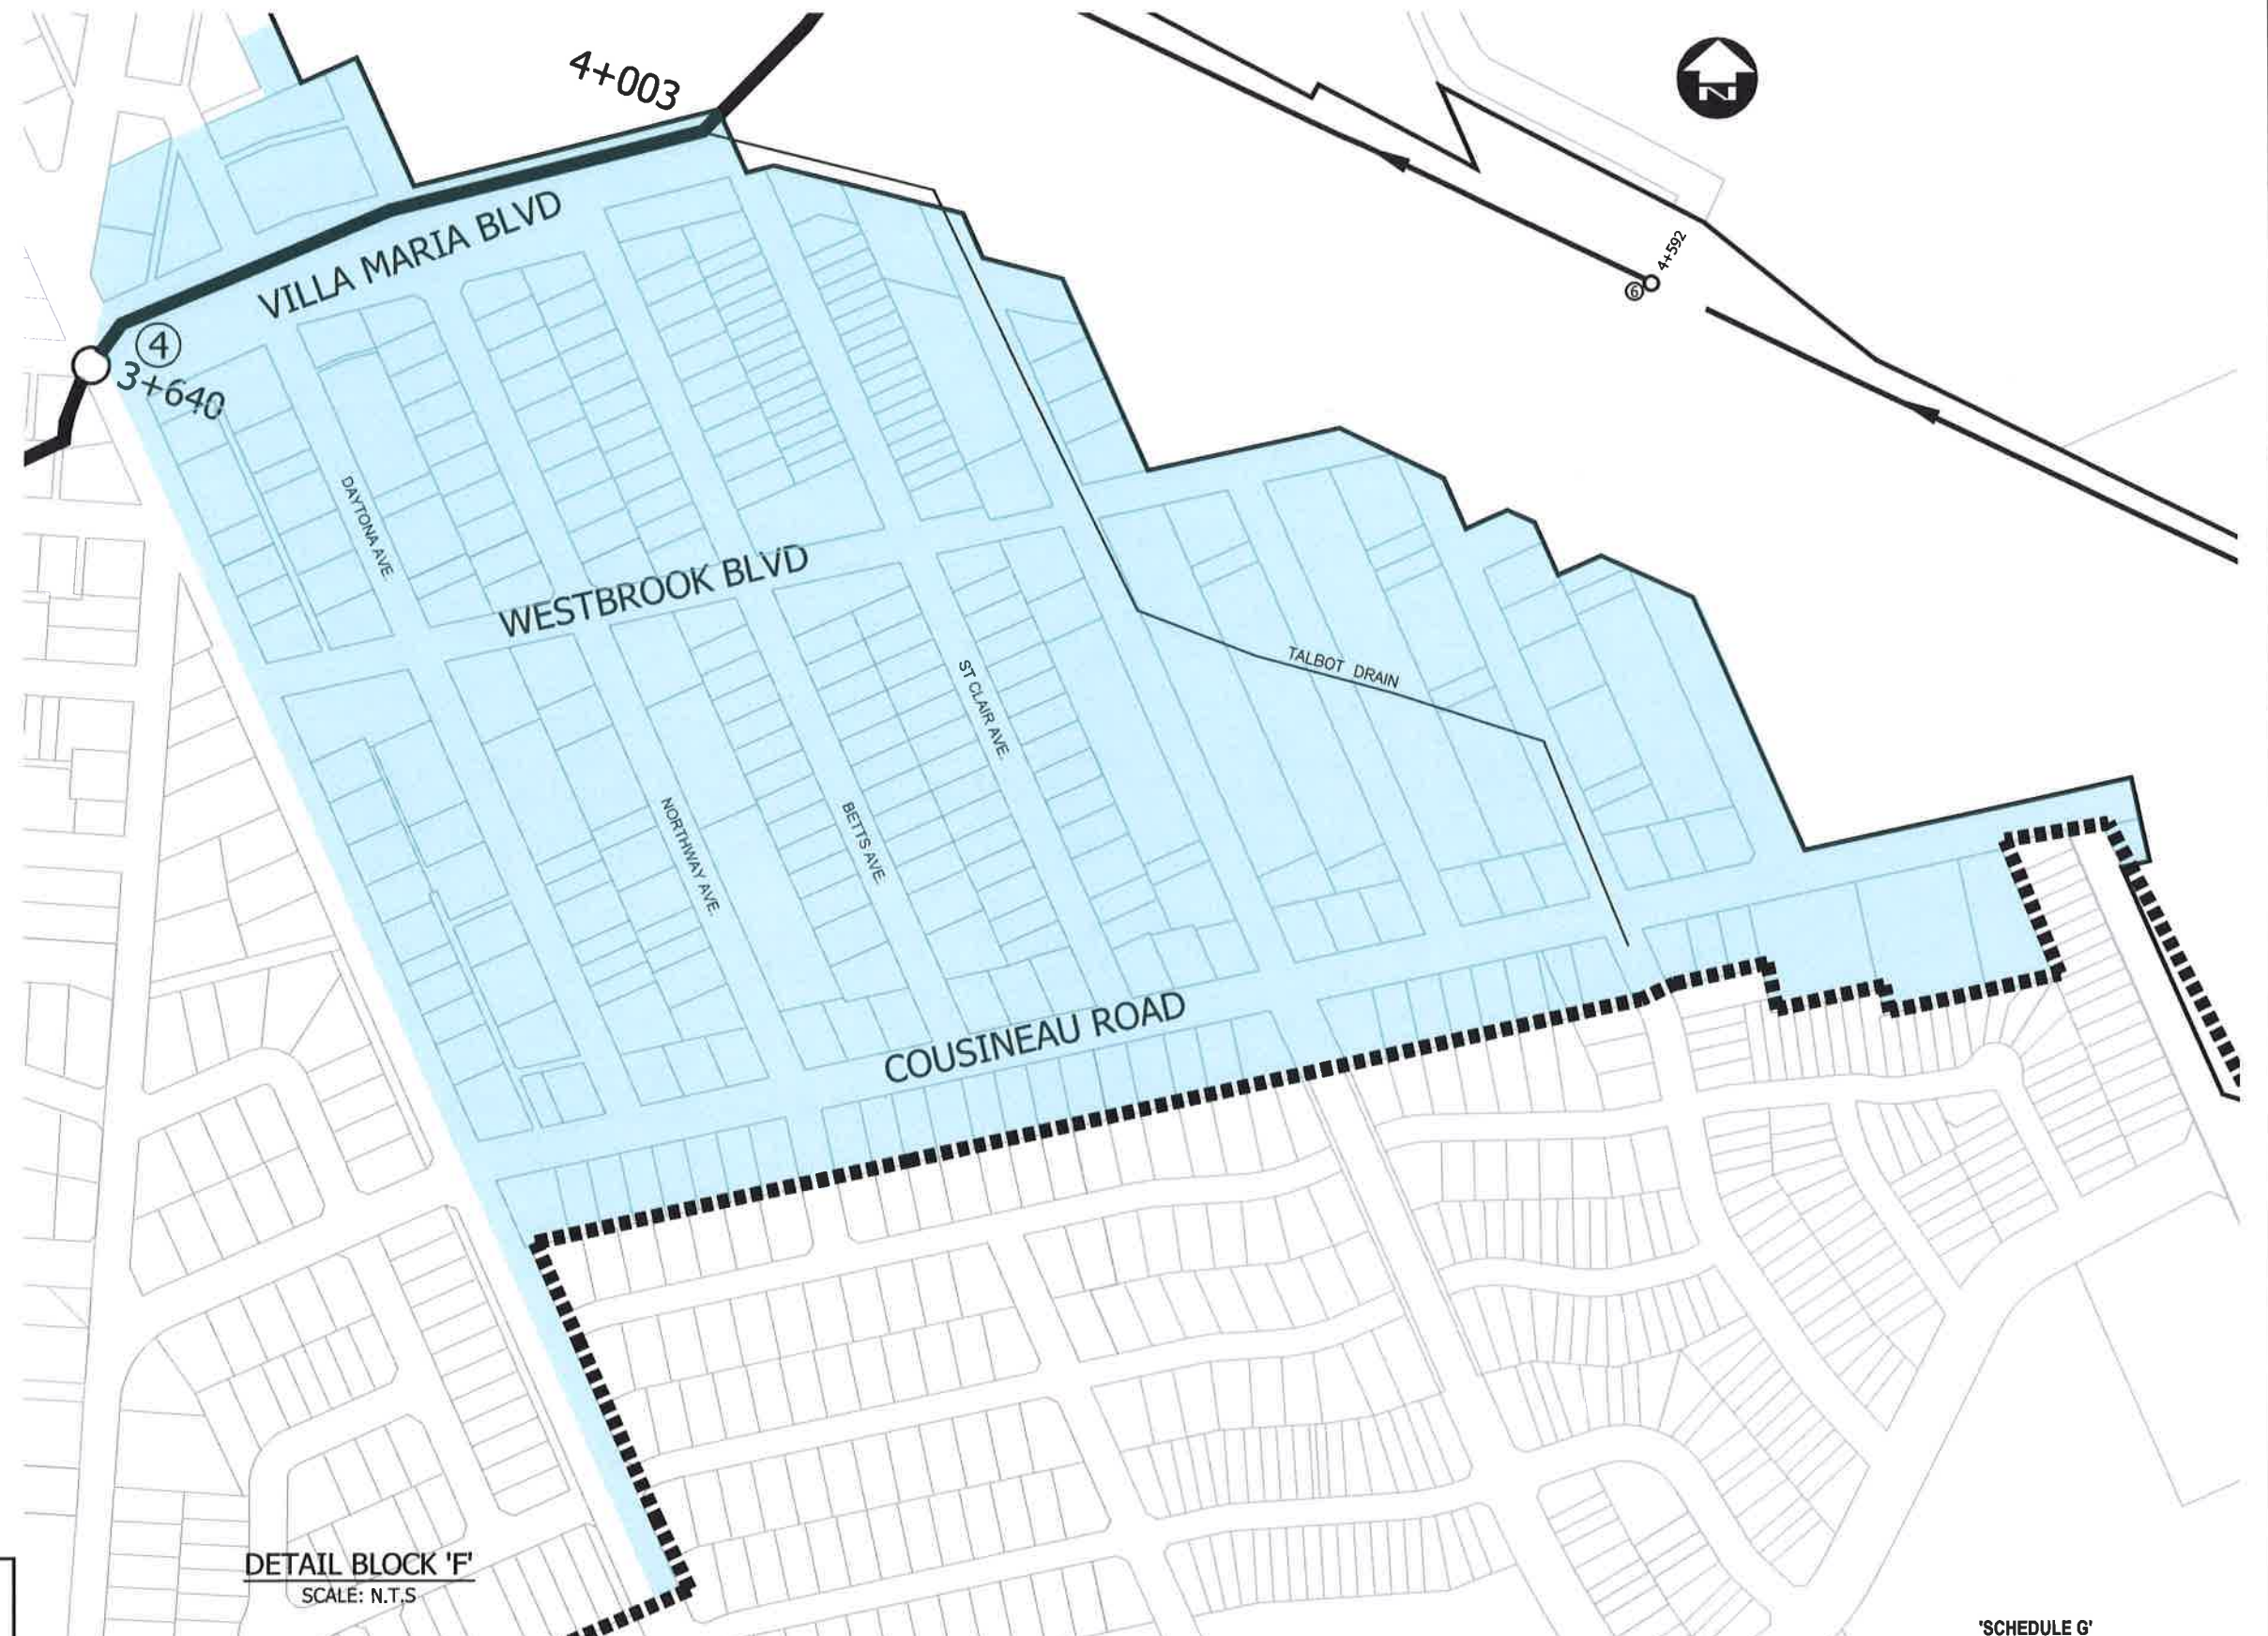 4+003
N
VILLA MARIA BLVD
4
3+640
4+592
6
DAYTONA AVE.
WESTBROOK BLVD
ST CLAIR AVE.
TALBOT DRAIN
NORTHWAY AVE.
BETTS AVE.
COUSINEAU ROAD
DETAIL BLOCK 'F'
SCALE: N.T.S
'SCHEDULE G'